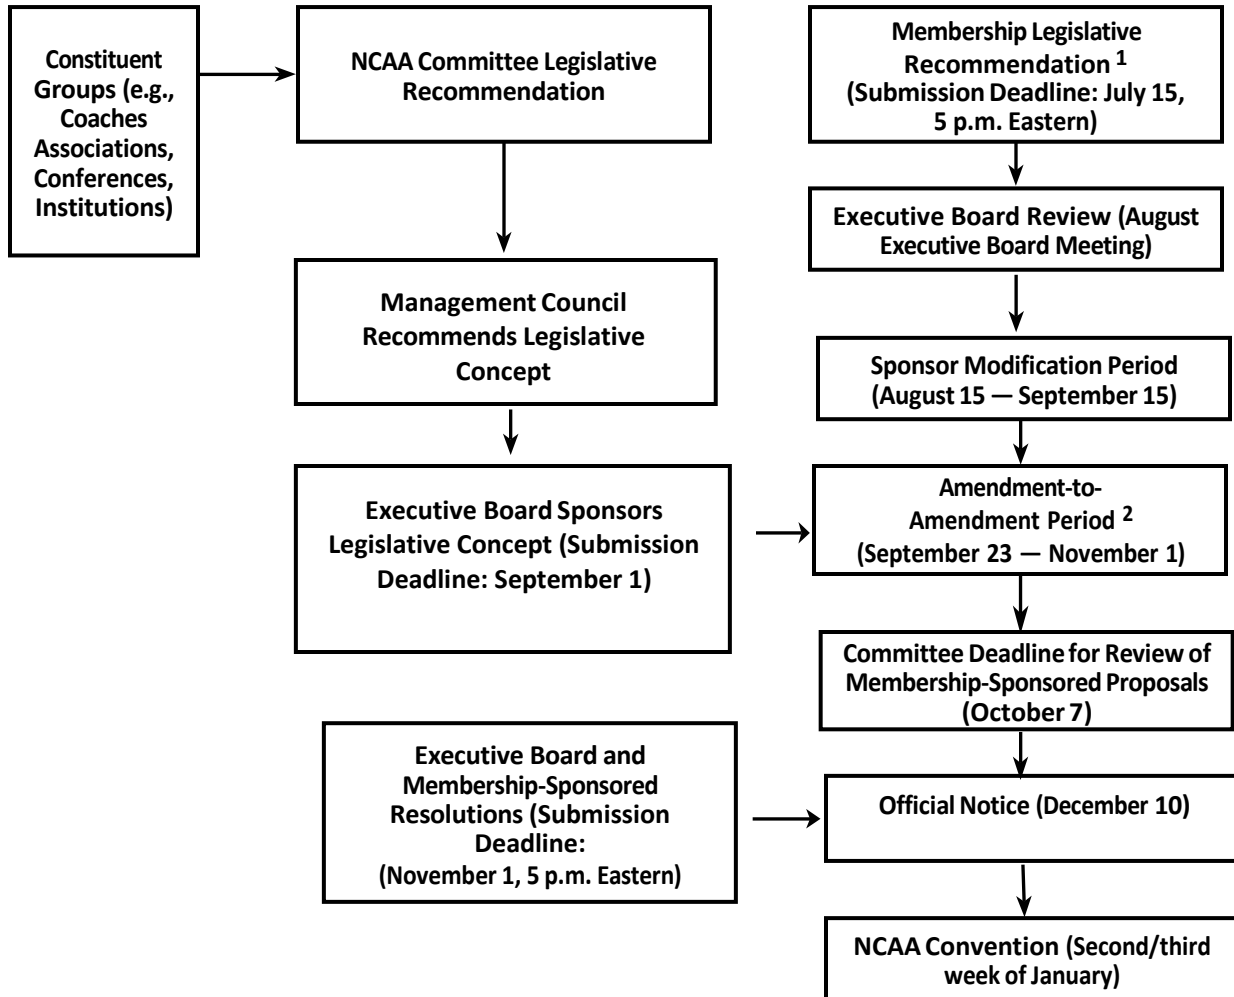 Constituent
Groups (e.g.,
Coaches
Associations,
Conferences,
Institutions)
NCAA Committee Legislative
Recommendation
Management Council
Recommends Legislative
Concept
Executive Board Sponsors
Legislative Concept (Submission
Deadline: September 1)
Executive Board and
Membership-Sponsored
Resolutions (Submission
Deadline:
(November 1, 5 p.m. Eastern)
Membership Legislative
Recommendation 1
(Submission Deadline: July 15,
5 p.m. Eastern)
Executive Board Review (August
Executive Board Meeting)
Sponsor Modification Period
(August 15 — September 15)
Amendment-to-
Amendment Period 2
(September 23 — November 1)
Committee Deadline for Review of
Membership-Sponsored Proposals
(October 7)
Official Notice (December 10)
NCAA Convention (Second/third
week of January)